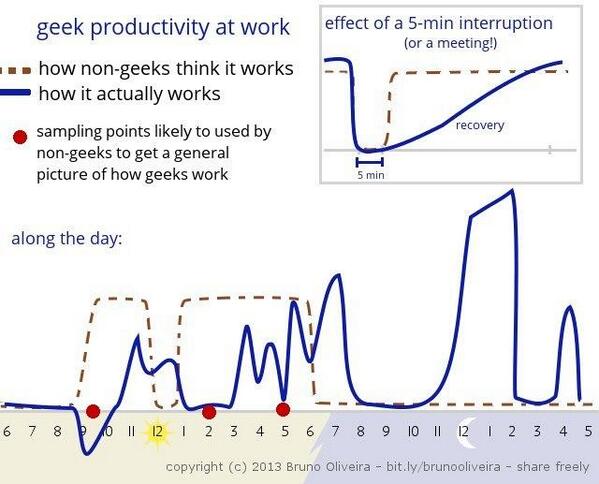 geek productivity at work
how non-geeks think it works
how it actually works
sampling points likely to used by
non-geeks to get a general
picture of how geeks work
effect of a 5-min interruption
(or a meeting!)
recovery
5 min
along the day:
6 7 8 9 10 11 12 1 2 3 4 5 6 7 8 9 10 11 12 1 2 3 4 5
copyright (c) 2013 Bruno Oliveira - bit.ly/brunooliveira - share freely